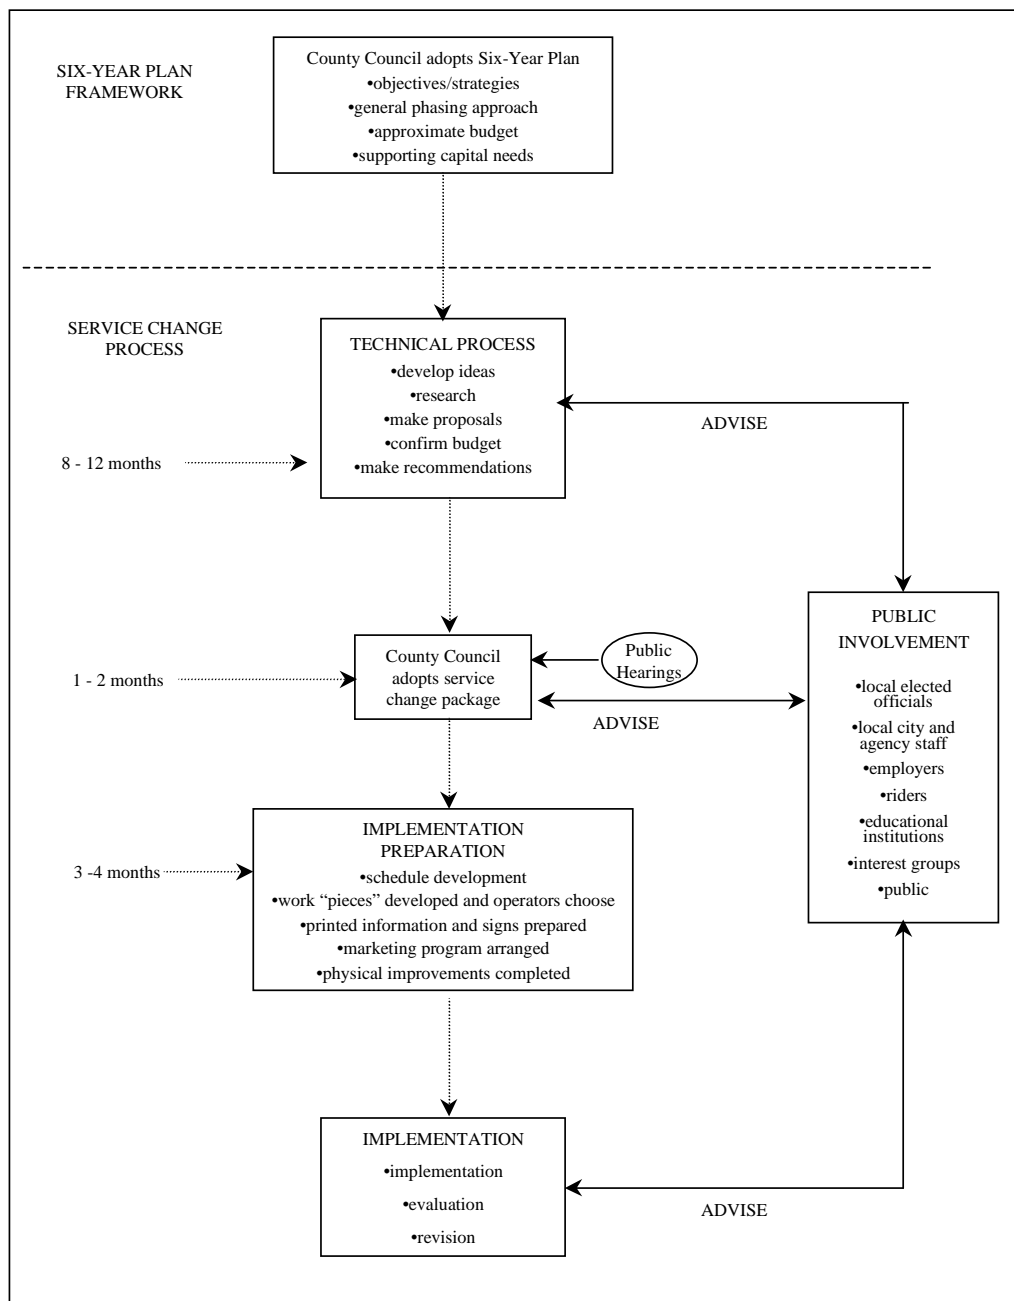 SIX-YEAR PLAN
FRAMEWORK
County Council adopts Six-Year Plan
•objectives/strategies
•general phasing approach
•approximate budget
•supporting capital needs
SERVICE CHANGE
PROCESS
TECHNICAL PROCESS
•develop ideas
•research
•make proposals
•confirm budget
•make recommendations
8 - 12 months
ADVISE
County Council
adopts service
change package
1 - 2 months
Public
Hearings
ADVISE
PUBLIC
INVOLVEMENT
•local elected
officials
•local city and
agency staff
•employers
•riders
•educational
institutions
•interest groups
•public
IMPLEMENTATION
PREPARATION
•schedule development
•work “pieces” developed and operators choose
•printed information and signs prepared
•marketing program arranged
•physical improvements completed
3 -4 months
IMPLEMENTATION
•implementation
•evaluation
•revision
ADVISE